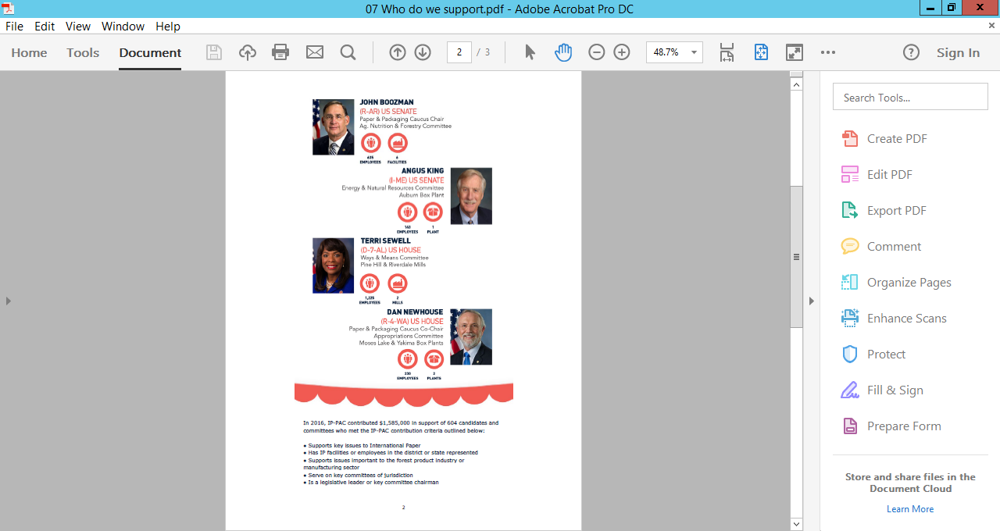 07 Who do we support.pdf - Adobe Acrobat Pro DC
File Edit View Window Help
Home Tools Document
2 / 3
48.7%
Sign In
JOHN BOOZMAN
(R-AR) US SENATE
Paper & Packaging Caucus Chair
Ag. Nutrition & Forestry Committee
635 6
EMPLOYEES FACILITIES
ANGUS KING
(I-ME) US SENATE
Energy & Natural Resources Committee
Auburn Box Plant
140 1
EMPLOYEES PLANT
TERRI SEWELL
(D-7-AL) US HOUSE
Ways & Means Committee
Pine Hill & Riverdale Mills
1,225 2
EMPLOYEES MILLS
DAN NEWHOUSE
(R-4-WA) US HOUSE
Paper & Packaging Caucus Co-Chair
Appropriations Committee
Moses Lake & Yakima Box Plants
330 2
EMPLOYEES PLANTS
In 2016, IP-PAC contributed $1,585,000 in support of 604 candidates and
committees who met the IP-PAC contribution criteria outlined below:
● Supports key issues to International Paper
● Has IP facilities or employees in the district or state represented
● Supports issues important to the forest product industry or
manufacturing sector
● Serve on key committees of jurisdiction
● Is a legislative leader or key committee chairman
2
Search Tools...
Create PDF
Edit PDF
Export PDF
Comment
Organize Pages
Enhance Scans
Protect
Fill & Sign
Prepare Form
Store and share files in the
Document Cloud
Learn More